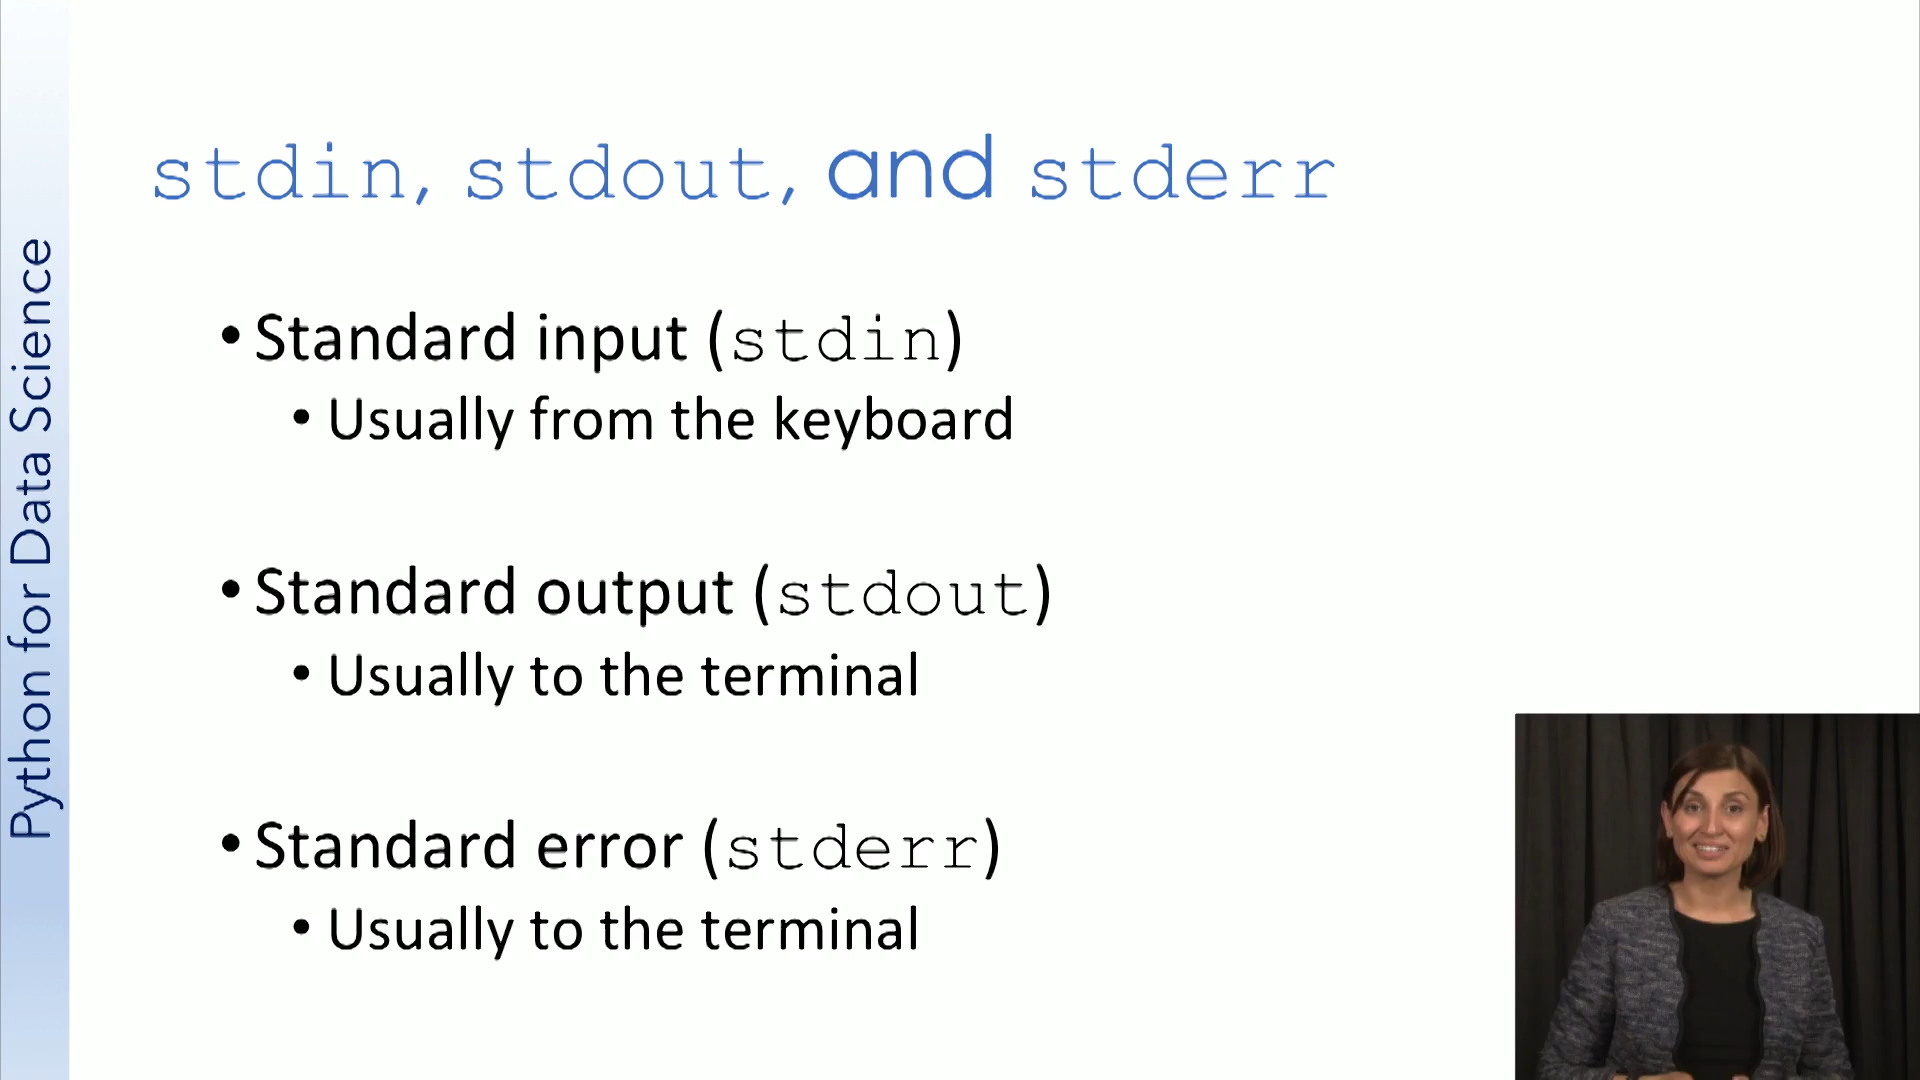 stdin, stdout, and stderr
• Standard input (stdin)
• Usually from the keyboard
• Standard output (stdout)
• Usually to the terminal
• Standard error (stderr)
• Usually to the terminal
Python for Data Science